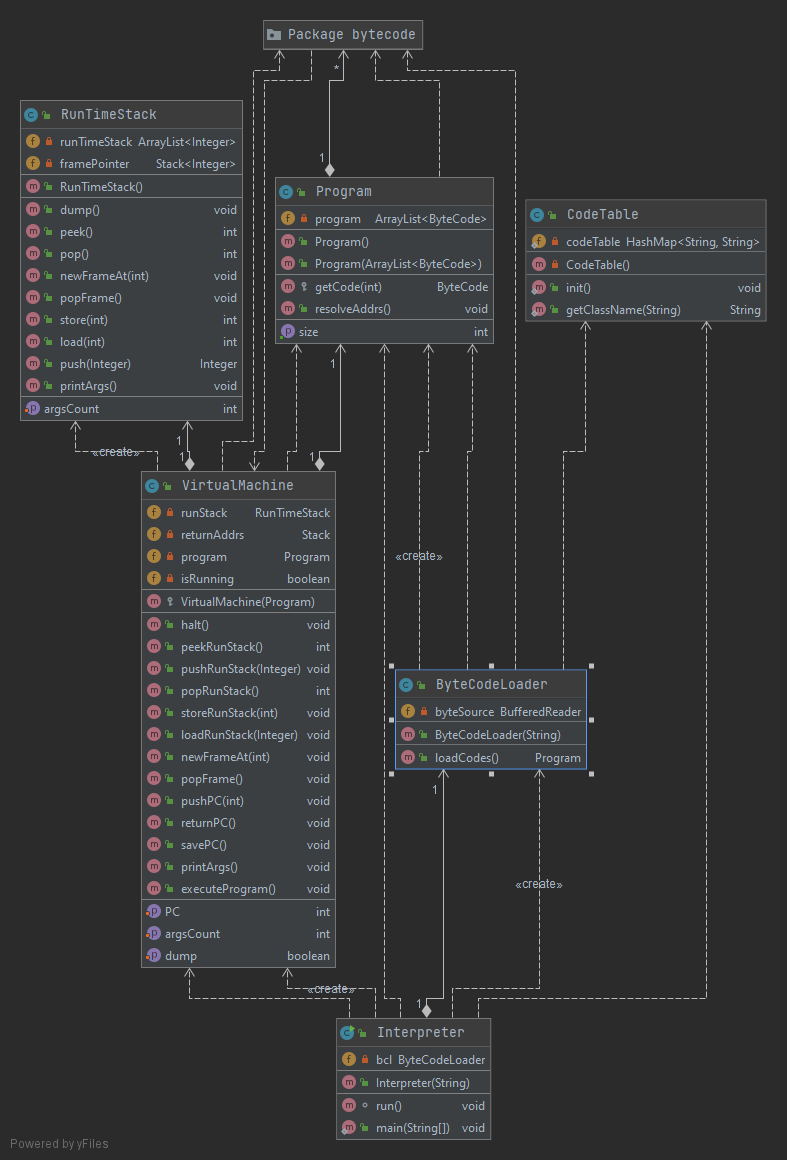 Package bytecode
*
1
RunTimeStack
runTimeStack ArrayList<Integer>
framePointer Stack<Integer>
RunTimeStack()
dump() void
peek() int
pop() int
newFrameAt(int) void
popFrame() void
store(int) int
load(int) int
push(Integer) Integer
printArgs() void
argsCount int
Program
program ArrayList<ByteCode>
Program()
Program(ArrayList<ByteCode>)
getCode(int) ByteCode
resolveAddrs() void
size int
CodeTable
codeTable HashMap<String, String>
CodeTable()
init() void
getClassName(String) String
1
1
«create»
1
1
VirtualMachine
runStack RunTimeStack
returnAddrs Stack
program Program
isRunning boolean
VirtualMachine(Program)
halt() void
peekRunStack() int
pushRunStack(Integer) void
popRunStack() int
storeRunStack(int) void
loadRunStack(Integer) void
newFrameAt(int) void
popFrame() void
pushPC(int) void
returnPC() void
savePC() void
printArgs() void
executeProgram() void
PC int
argsCount int
dump boolean
«create»
ByteCodeLoader
byteSource BufferedReader
ByteCodeLoader(String)
loadCodes() Program
1
«create»
«create»
1
Interpreter
bcl ByteCodeLoader
Interpreter(String)
run() void
main(String[]) void
Powered by yFiles